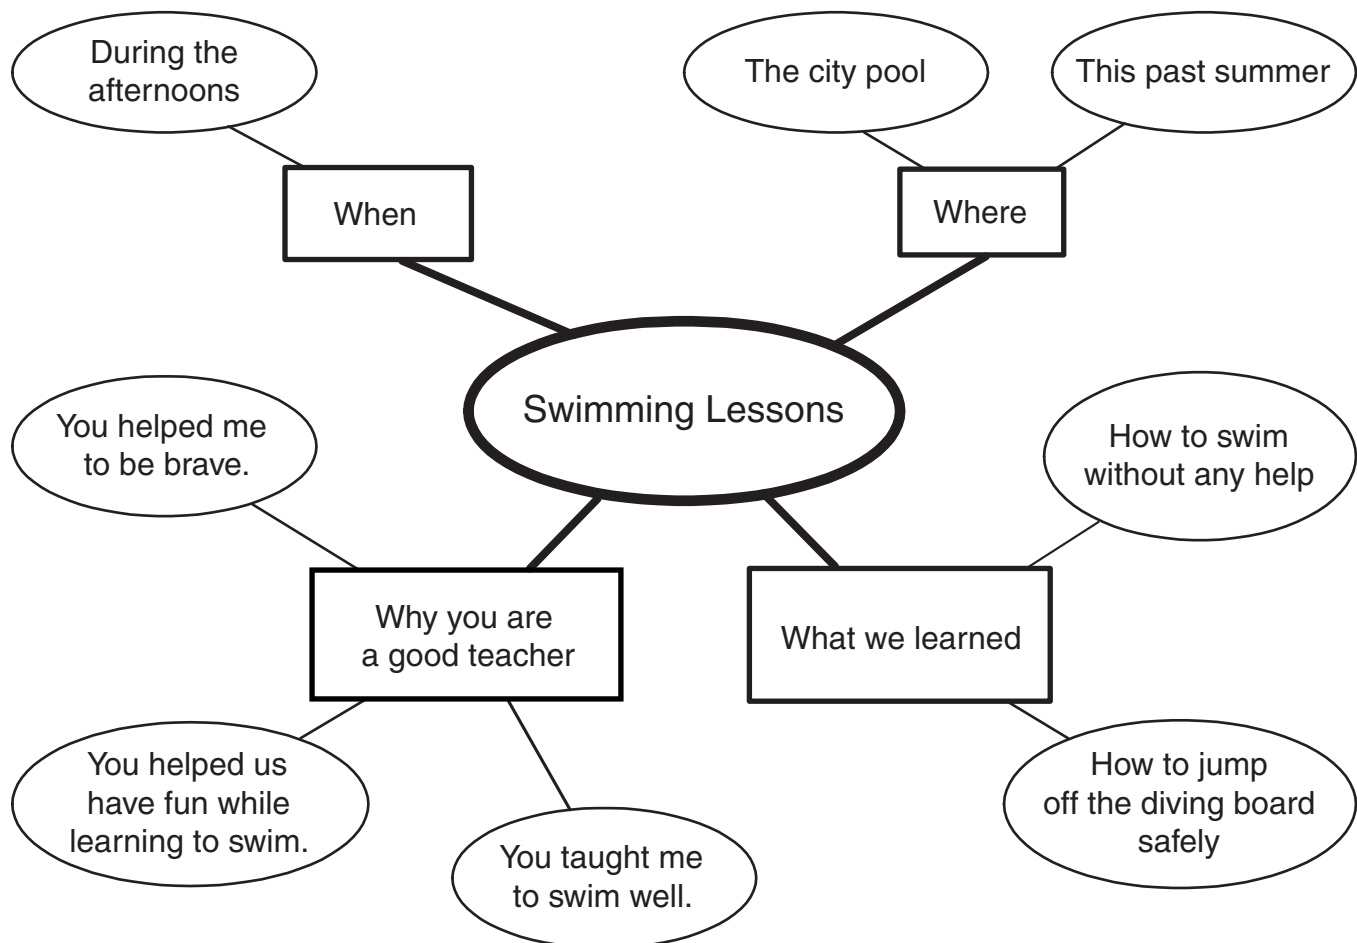 During the
afternoons
The city pool
This past summer
When
Where
Swimming Lessons
You helped me
to be brave.
How to swim
without any help
Why you are
a good teacher
What we learned
You helped us
have fun while
learning to swim.
You taught me
to swim well.
How to jump
off the diving board
safely